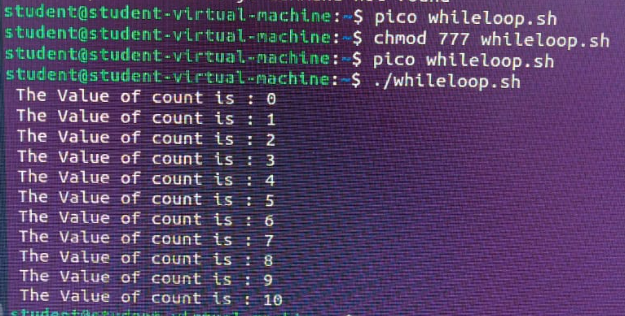 student@student-virtual-machine:~$ pico whileloop.sh
student@student-virtual-machine:~$ chmod 777 whileloop.sh
student@student-virtual-machine:~$ pico whileloop.sh
student@student-virtual-machine:~$ ./whileloop.sh
The Value of count is : 0
The Value of count is : 1
The Value of count is : 2
The Value of count is : 3
The Value of count is : 4
The Value of count is : 5
The Value of count is : 6
The Value of count is : 7
The Value of count is : 8
The Value of count is : 9
The Value of count is : 10